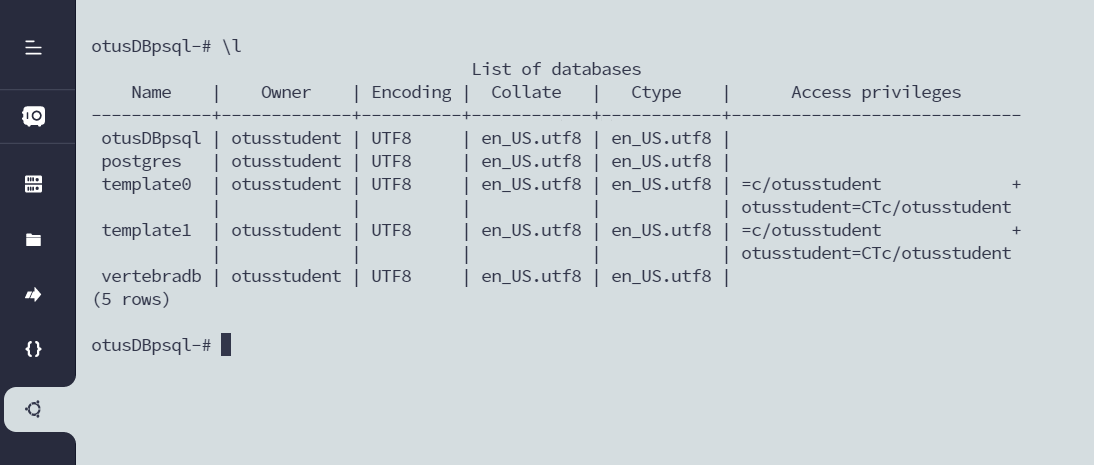 otusDBpsql-# \l
                                      List of databases
    Name    |    Owner    | Encoding |  Collate   |   Ctype    |      Access privileges
------------+-------------+----------+------------+------------+-----------------------------
 otusDBpsql | otusstudent | UTF8     | en_US.utf8 | en_US.utf8 |
 postgres   | otusstudent | UTF8     | en_US.utf8 | en_US.utf8 |
 template0  | otusstudent | UTF8     | en_US.utf8 | en_US.utf8 | =c/otusstudent             +
            |             |          |            |            | otusstudent=CTc/otusstudent
 template1  | otusstudent | UTF8     | en_US.utf8 | en_US.utf8 | =c/otusstudent             +
            |             |          |            |            | otusstudent=CTc/otusstudent
 vertebradb | otusstudent | UTF8     | en_US.utf8 | en_US.utf8 |
(5 rows)
otusDBpsql-#